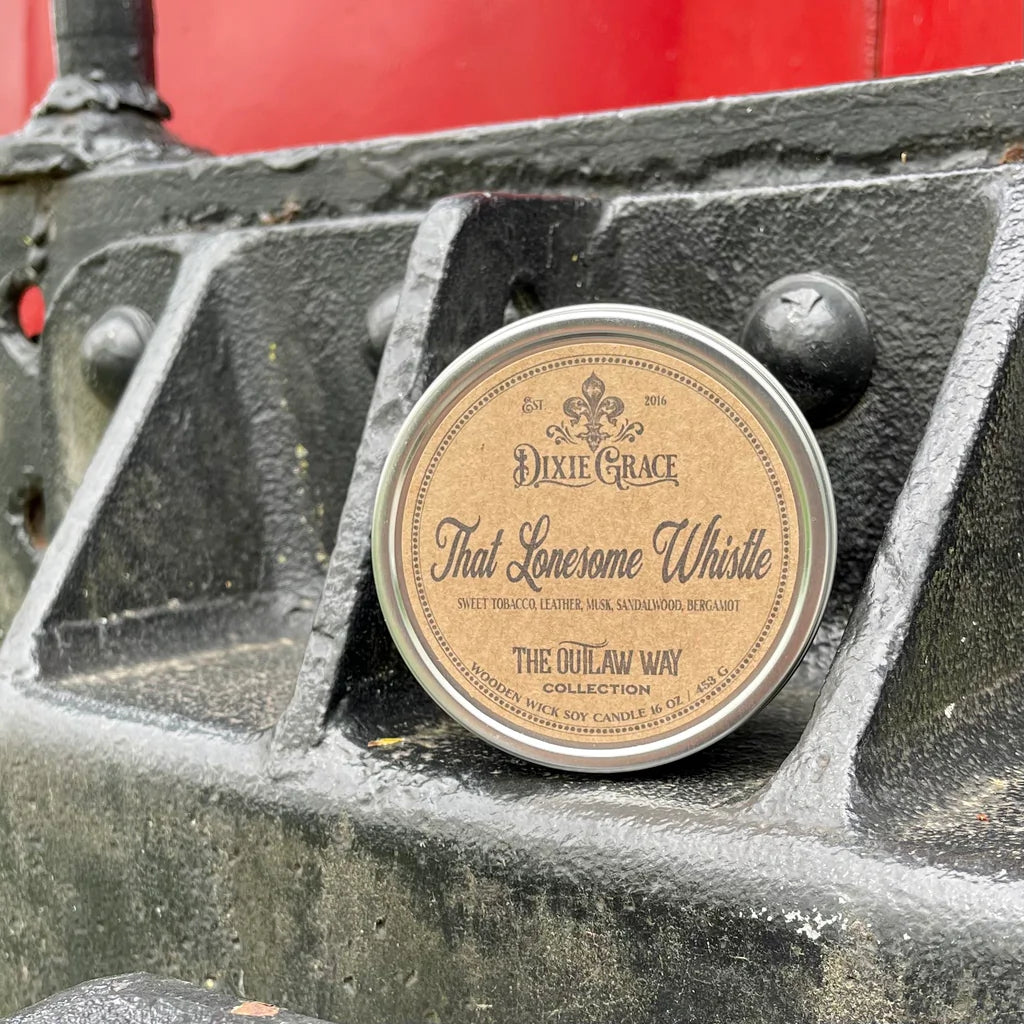 Est. 2016
Dixie Grace
That Lonesome Whistle
SWEET TOBACCO, LEATHER, MUSK, SANDALWOOD, BERGAMOT
THE OUTLAW WAY
COLLECTION
WOODEN WICK SOY CANDLE 16 OZ | 453 G